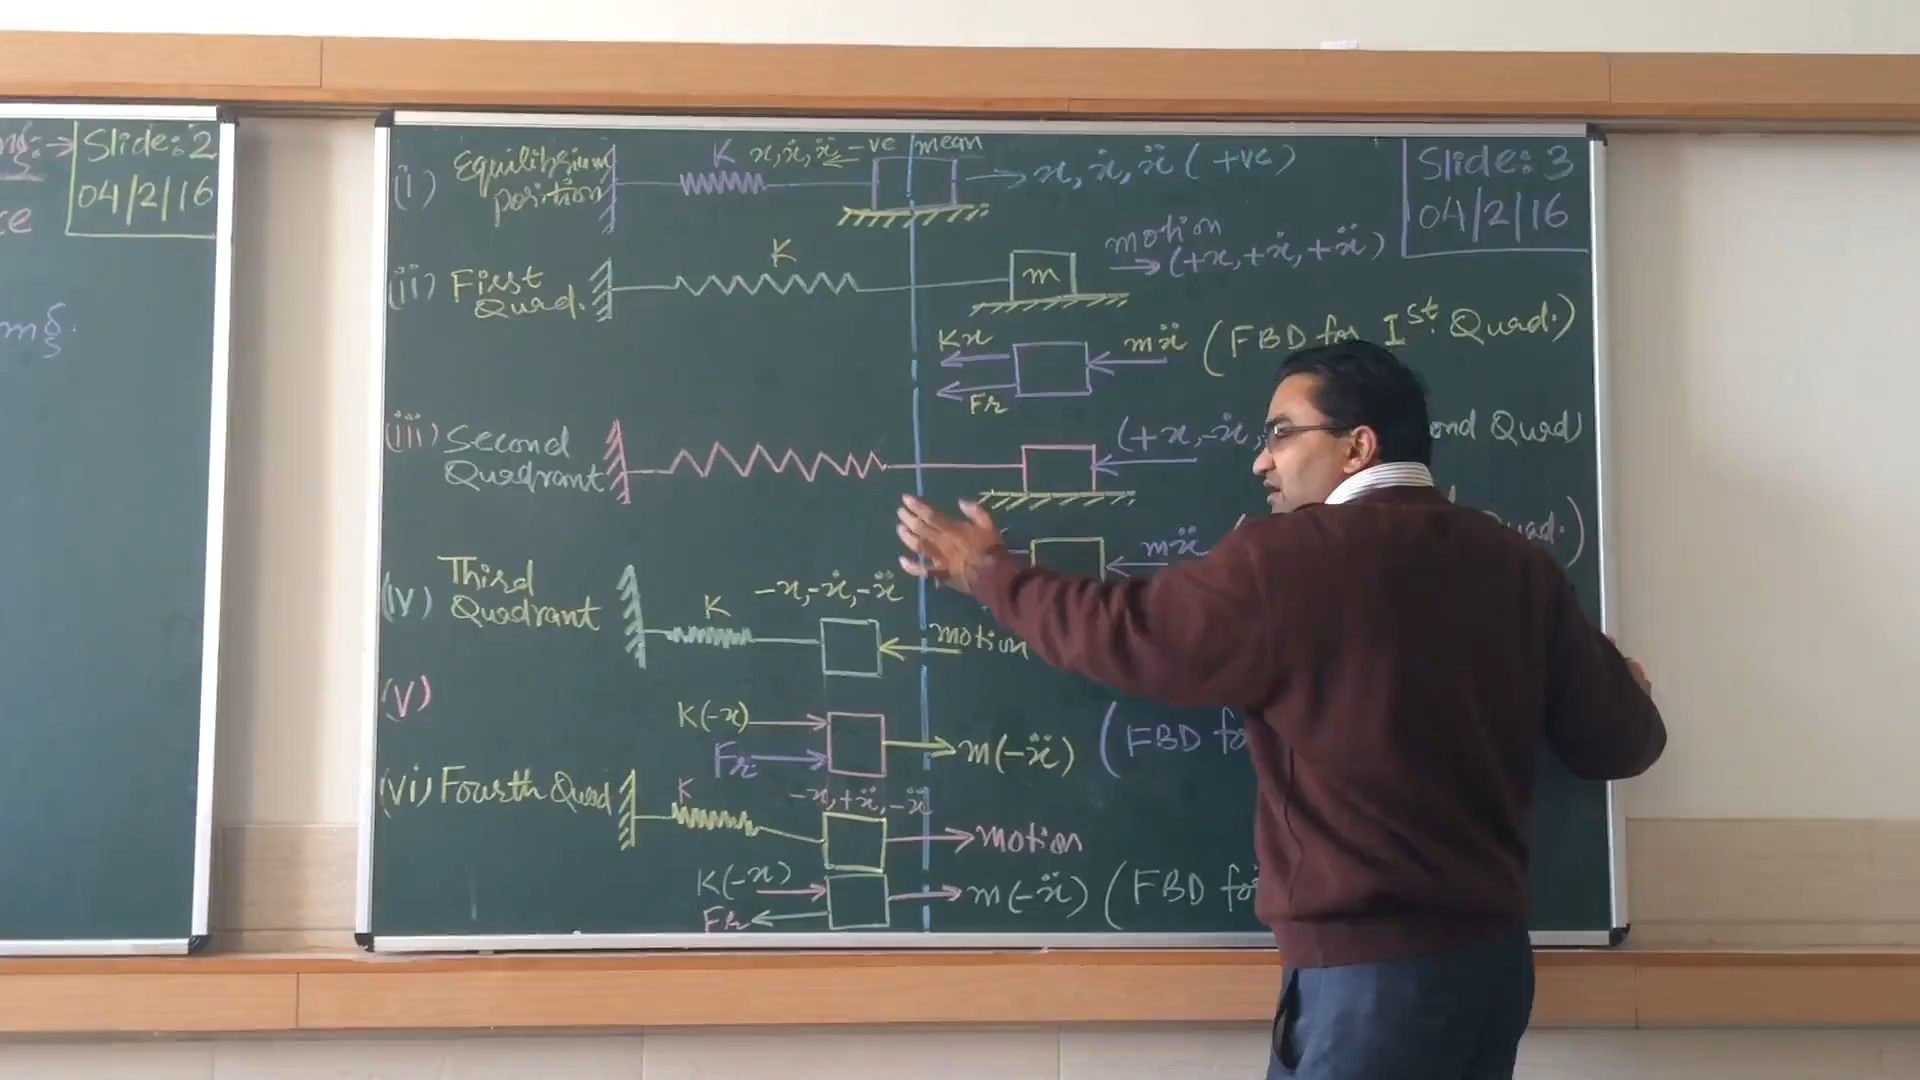 Slide:2
04/2/16
ce
(i) Equilibrium position K x, ẋ, ẍ ← -ve mean → x, ẋ, ẍ (+ve)
Slide:3
04/2/16
(ii) First Quad. K m motion → (+x, +ẋ, +ẍ)
Kx mẍ (FBD for Ist. Quad.)
Fr
(iii) Second Quadrant (+x, -ẋ, ond Quad)
mẍ uad.)
(iv) Third Quadrant K -x, -ẋ, -ẍ motion
(v) K(-x) Fr m(-ẍ) (FBD fo
(vi) Fourth Quad K -x, +ẍ, -ẍ motion
K(-x) Fr m(-ẍ) (FBD fo